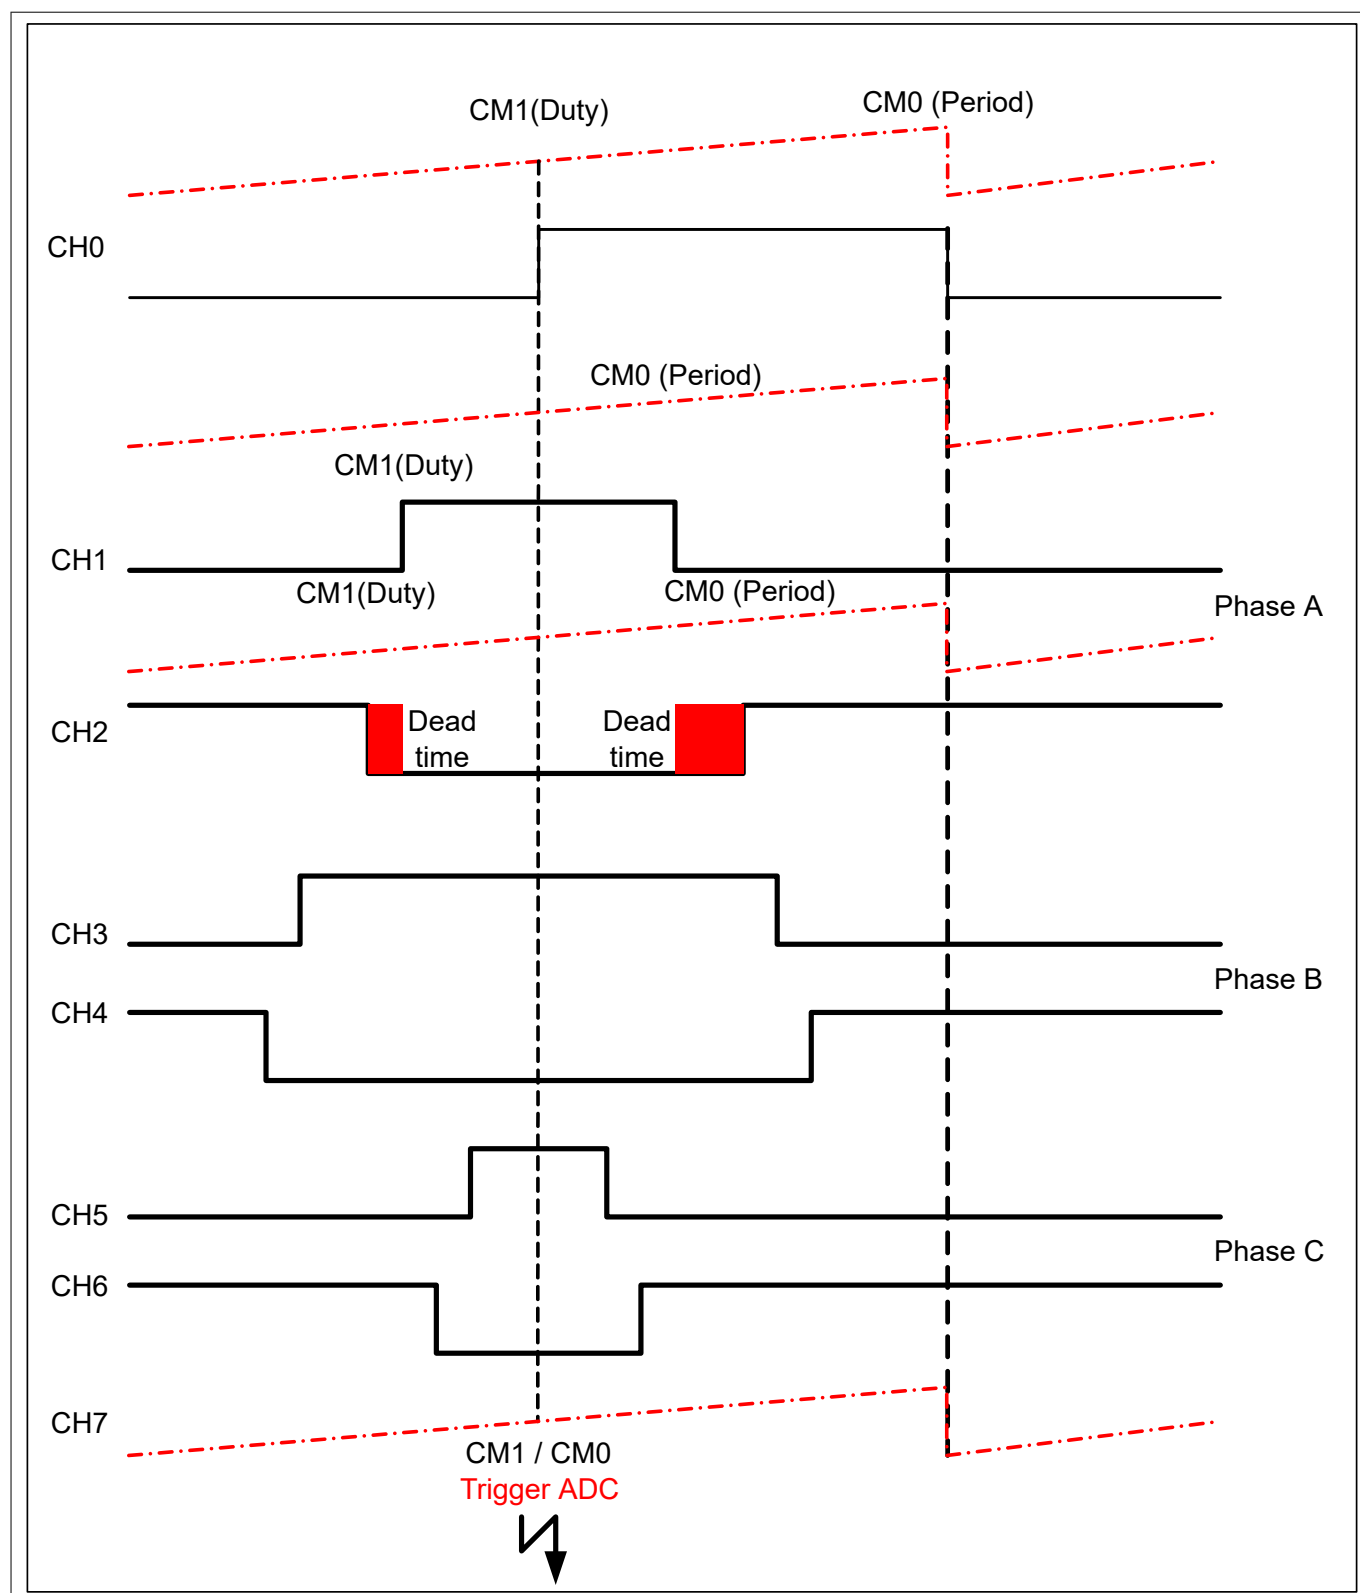 CM1(Duty)
CM0 (Period)
CH0
CM0 (Period)
CM1(Duty)
CH1
CM1(Duty)
CM0 (Period)
Phase A
CH2
Dead
time
Dead
time
CH3
Phase B
CH4
CH5
Phase C
CH6
CH7
CM1 / CM0
Trigger ADC